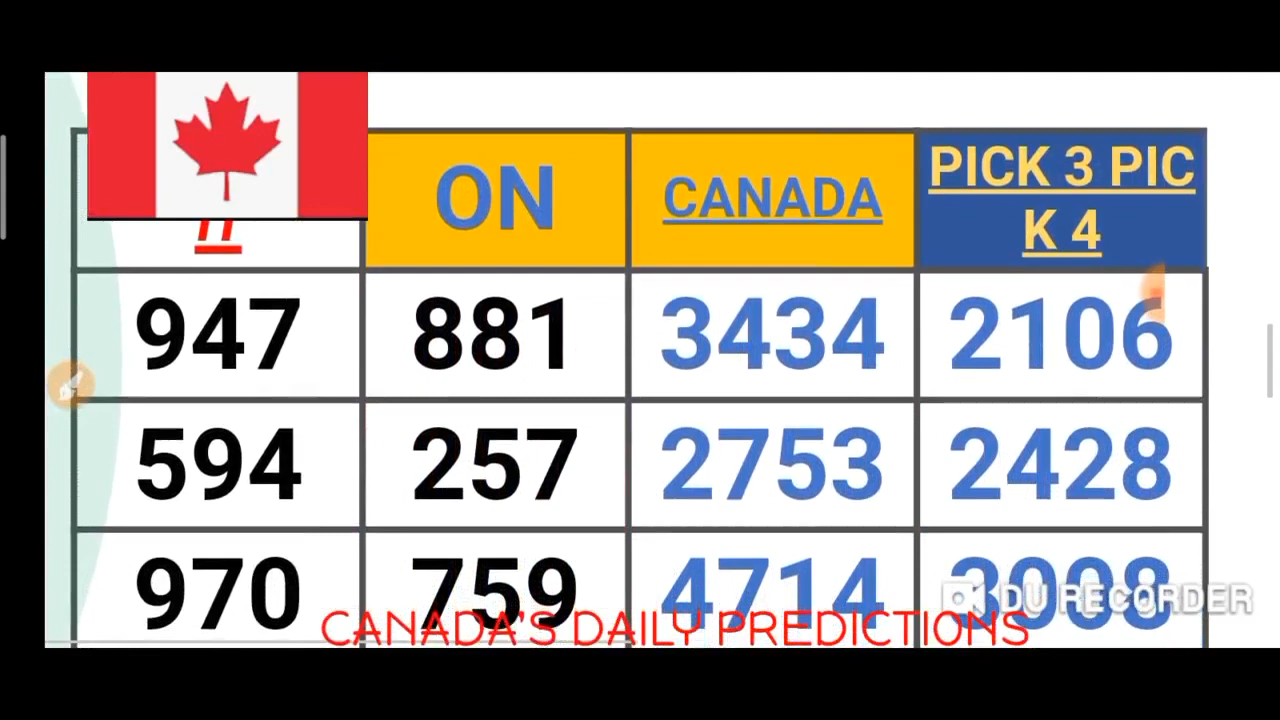 ON
CANADA
PICK 3 PIC
K 4
947 881 3434 2106
594 257 2753 2428
970 759 4714 3008
DU RECORDER
CANADA'S DAILY PREDICTIONS